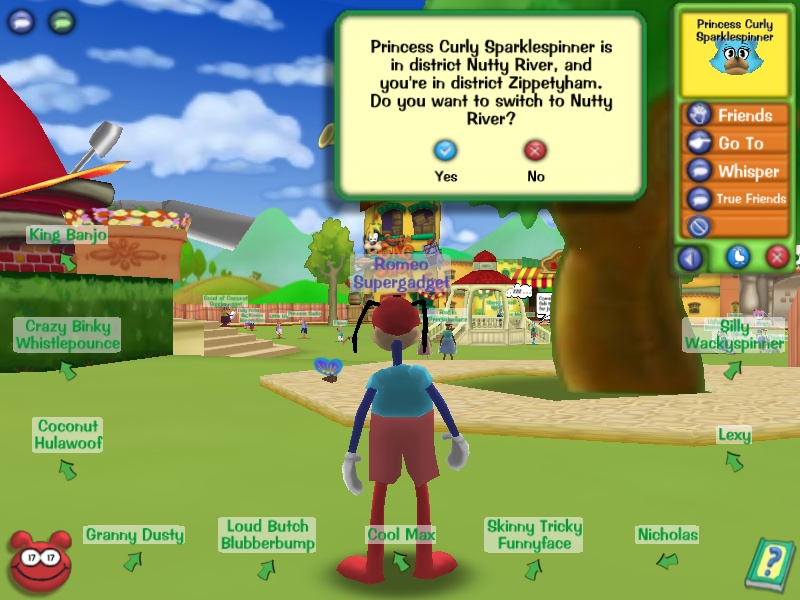 Princess Curly Sparklespinner is
in district Nutty River, and
you're in district Zippetyham.
Do you want to switch to Nutty
River?
Yes
No
Princess Curly
Sparklespinner
Friends
Go To
Whisper
True Friends
King Banjo
Romeo
Supergadget
Crazy Binky
Whistlepounce
Silly
Wackyspinner
Coconut
Hulawoof
Lexy
Granny Dusty
Loud Butch
Blubberbump
Cool Max
Skinny Tricky
Funnyface
Nicholas
17 17
?